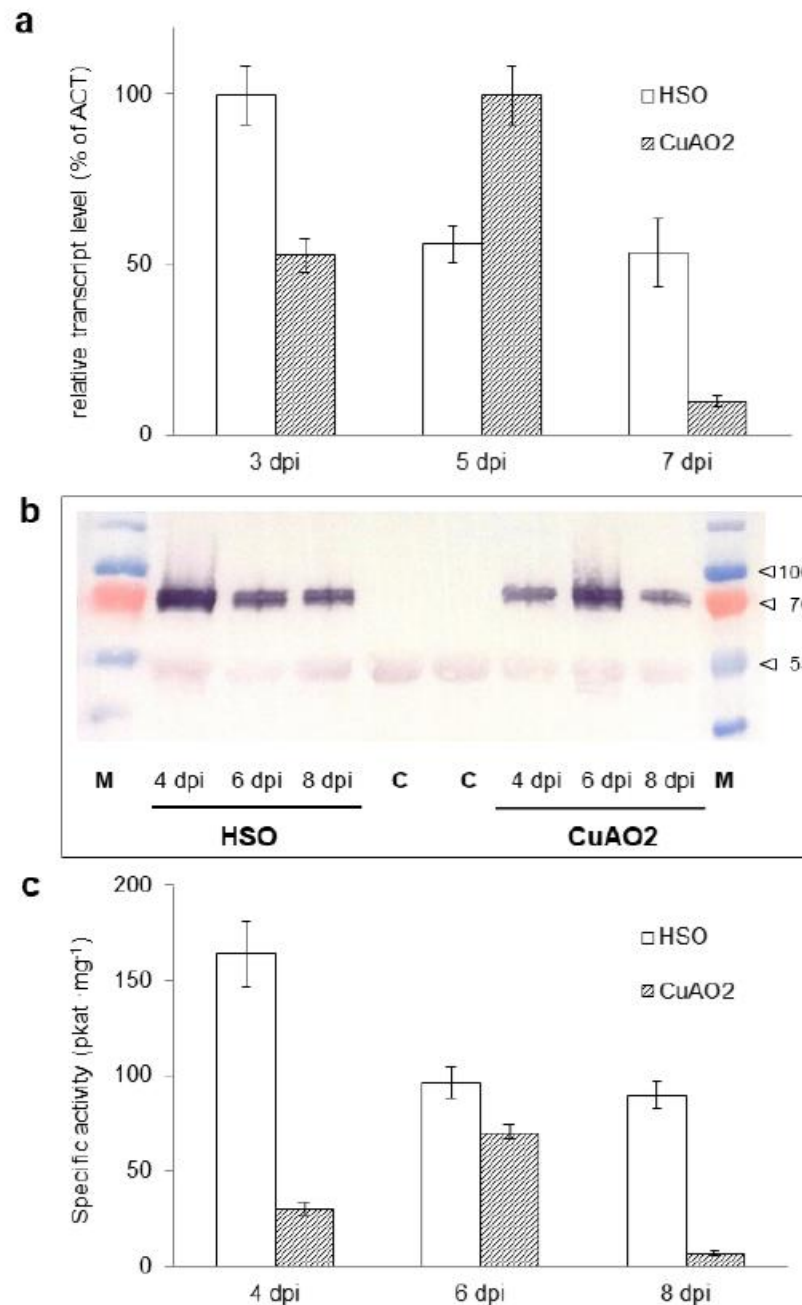 a
relative transcript level (% of ACT)
100
50
0
HSO
CuAO2
3 dpi 5 dpi 7 dpi
b
100
M 4 dpi 6 dpi 8 dpi C C 4 dpi 6 dpi 8 dpi M
HSO CuAO2
c
Specific activity (pkat ·mg⁻¹)
200
150
100
50
0
HSO
CuAO2
4 dpi 6 dpi 8 dpi